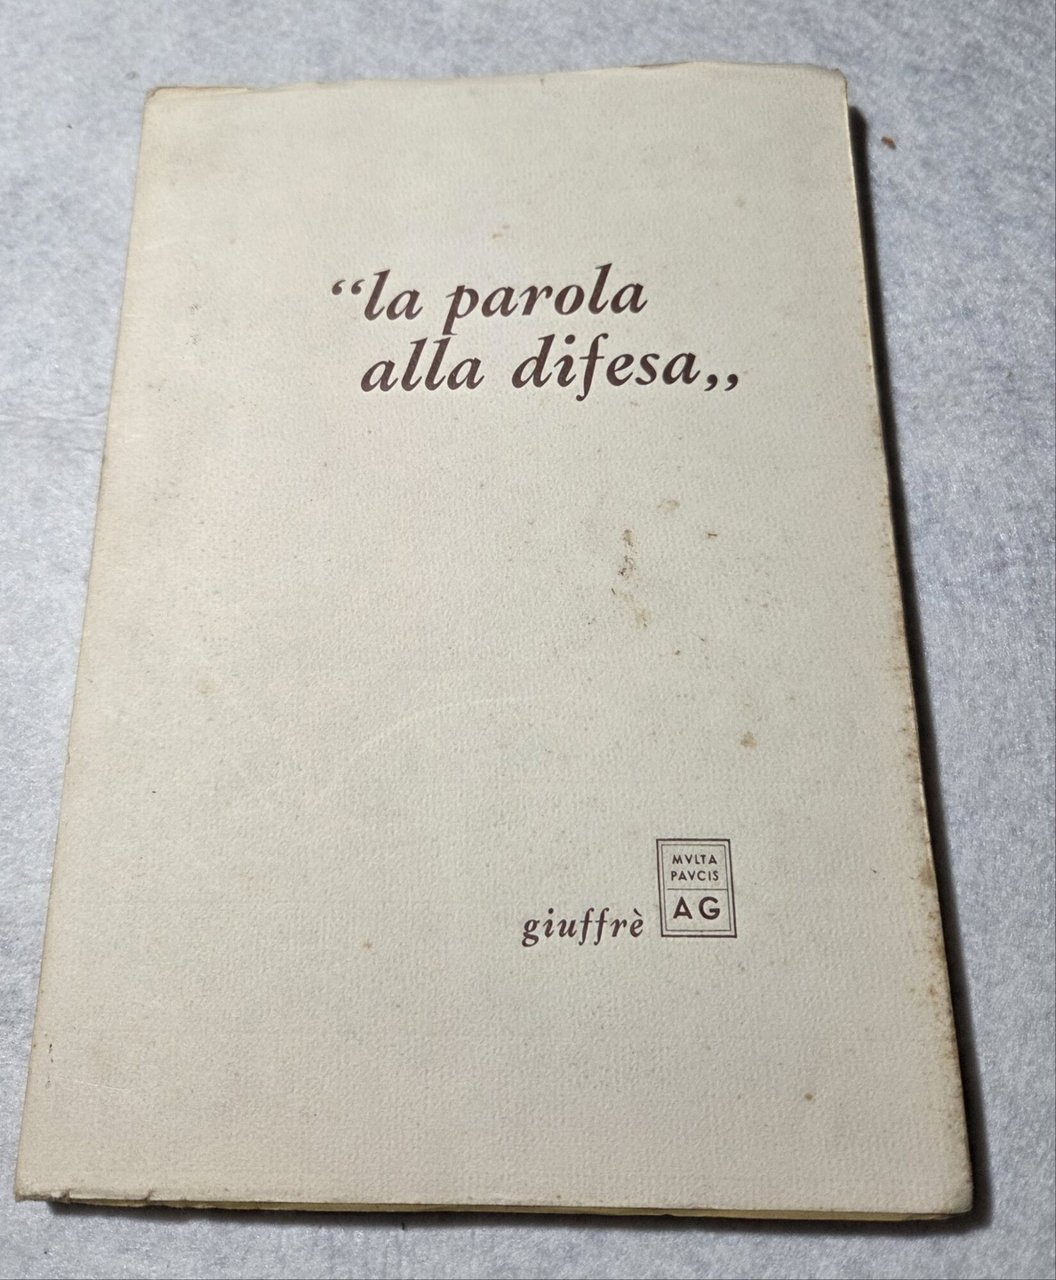 “la parola
alla difesa„
giuffrè
MVLTA
PAVCIS
AG